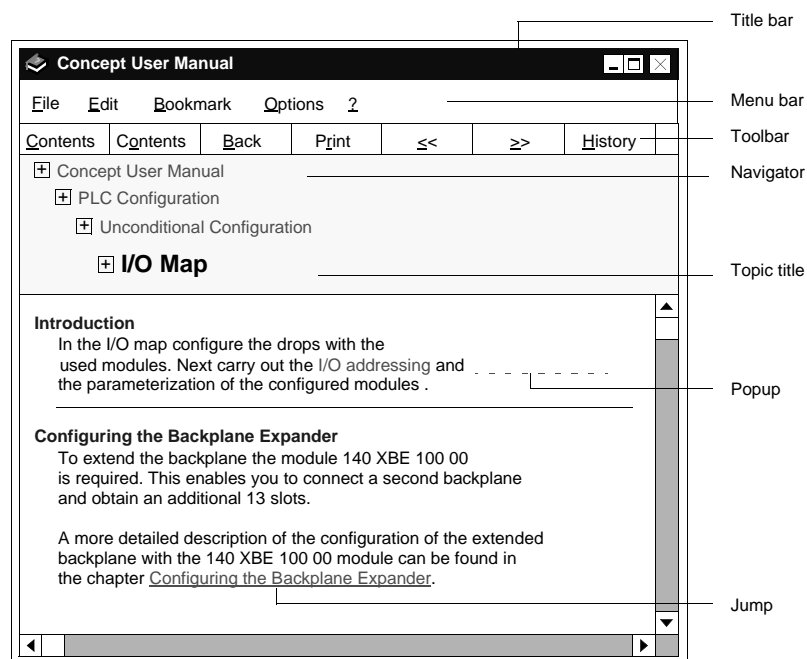 Title bar
Concept User Manual
File Edit Bookmark Options ?
Menu bar
Contents Contents Back Print << >> History
Toolbar
+ Concept User Manual
Navigator
+ PLC Configuration
+ Unconditional Configuration
+ I/O Map
Topic title
Introduction
In the I/O map configure the drops with the
used modules. Next carry out the I/O addressing and
the parameterization of the configured modules .
Popup
Configuring the Backplane Expander
To extend the backplane the module 140 XBE 100 00
is required. This enables you to connect a second backplane
and obtain an additional 13 slots.
A more detailed description of the configuration of the extended
backplane with the 140 XBE 100 00 module can be found in
the chapter Configuring the Backplane Expander.
Jump